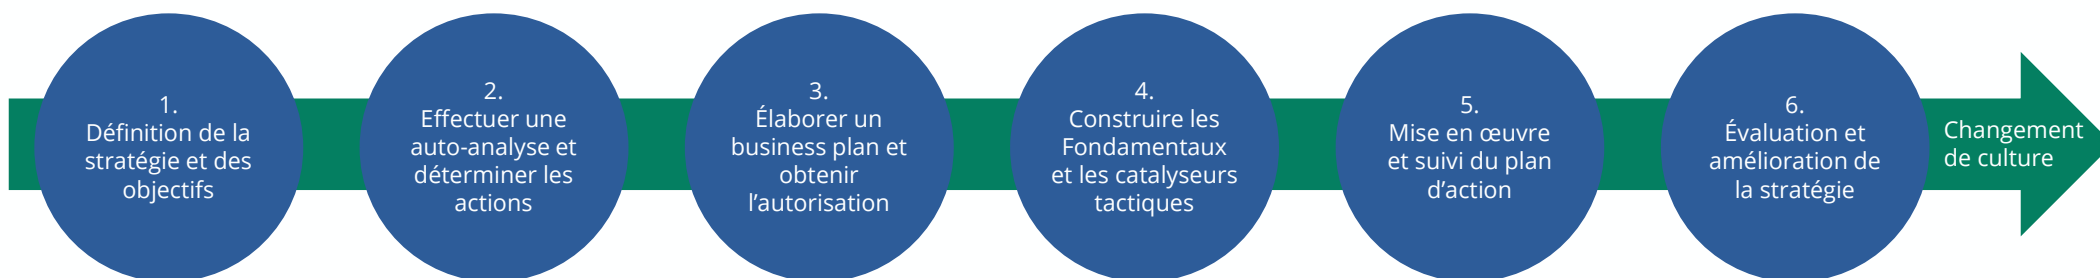 1.
Définition de la
stratégie et des
objectifs
2.
Effectuer une
auto-analyse et
déterminer les
actions
3.
Élaborer un
business plan et
obtenir
l’autorisation
4.
Construire les
Fondamentaux
et les catalyseurs
tactiques
5.
Mise en œuvre
et suivi du plan
d’action
6.
Évaluation et
amélioration de
la stratégie
Changement
de culture